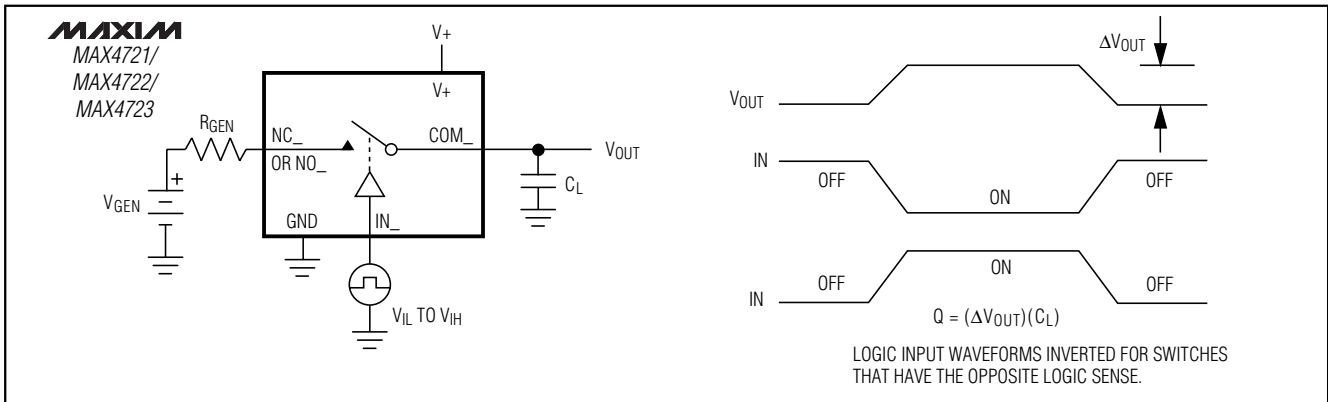 MAXIM
MAX4721/
MAX4722/
MAX4723
V+
V+
RGEN
NC_
OR NO_
COM_
VOUT
CL
VGEN
+
GND
IN_
VIL TO VIH
ΔVOUT
VOUT
IN
OFF
ON
OFF
IN
OFF
ON
OFF
Q = (ΔVOUT)(CL)
LOGIC INPUT WAVEFORMS INVERTED FOR SWITCHES
THAT HAVE THE OPPOSITE LOGIC SENSE.